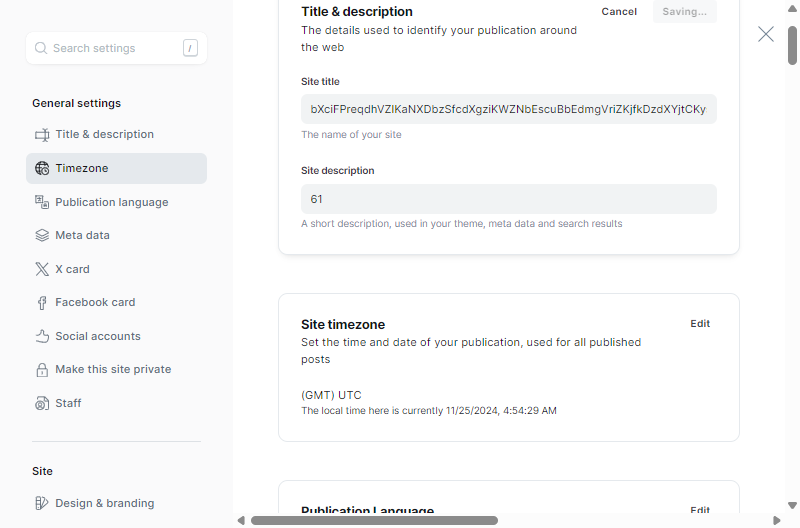 Search settings
/
General settings
Title & description
Timezone
Publication language
Meta data
X card
Facebook card
Social accounts
Make this site private
Staff
Site
Design & branding
Title & description
Cancel
Saving...
The details used to identify your publication around
the web
Site title
bXciFPreqdhVZIKaNXDbzSfcdXgziKWZNbEscuBbEdmgVriZKjfkDzdXYjtCKy
The name of your site
Site description
61
A short description, used in your theme, meta data and search results
Site timezone
Edit
Set the time and date of your publication, used for all published
posts
(GMT) UTC
The local time here is currently 11/25/2024, 4:54:29 AM
Publication Language
Edit